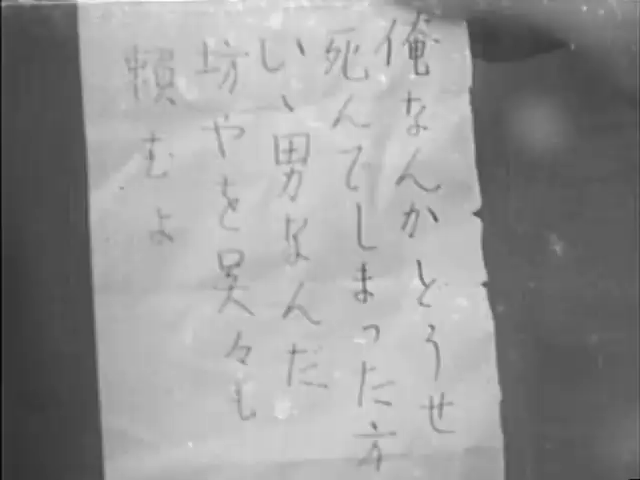 俺なんかどうせ
死んてしまった方
いゝ男なんだ
坊やを呉々も
頼むよ